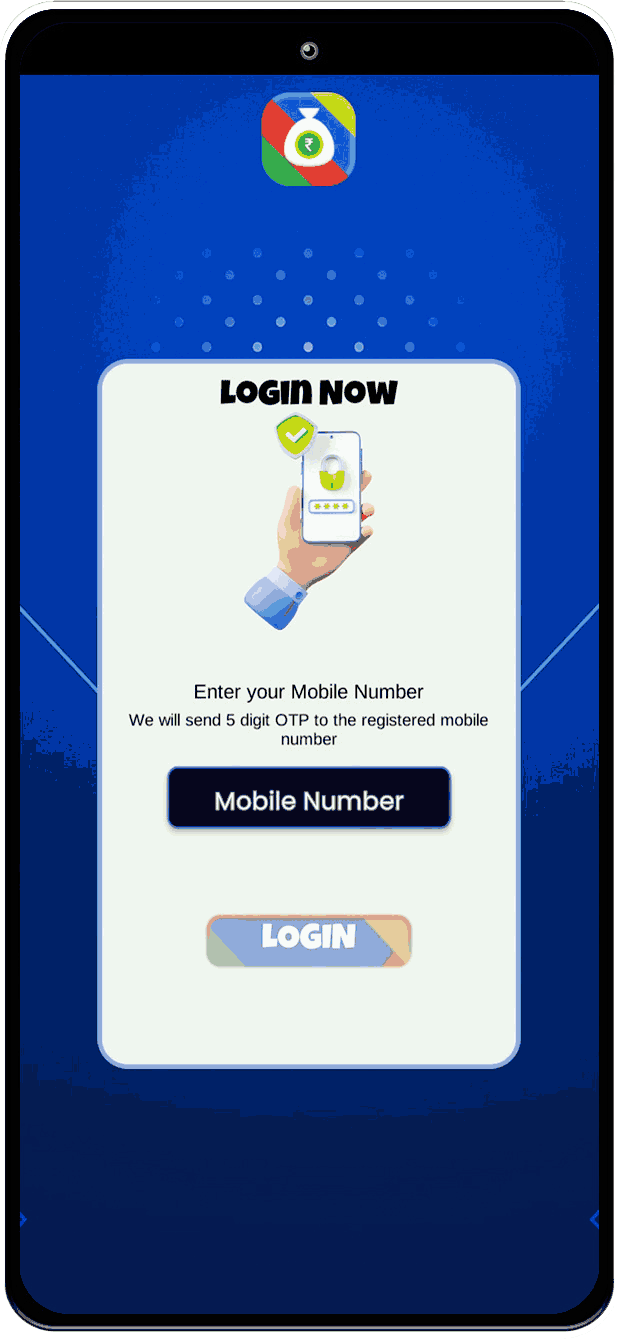 ₹
LOGIN NOW
Enter your Mobile Number
We will send 5 digit OTP to the registered mobile
number
Mobile Number
LOGIN